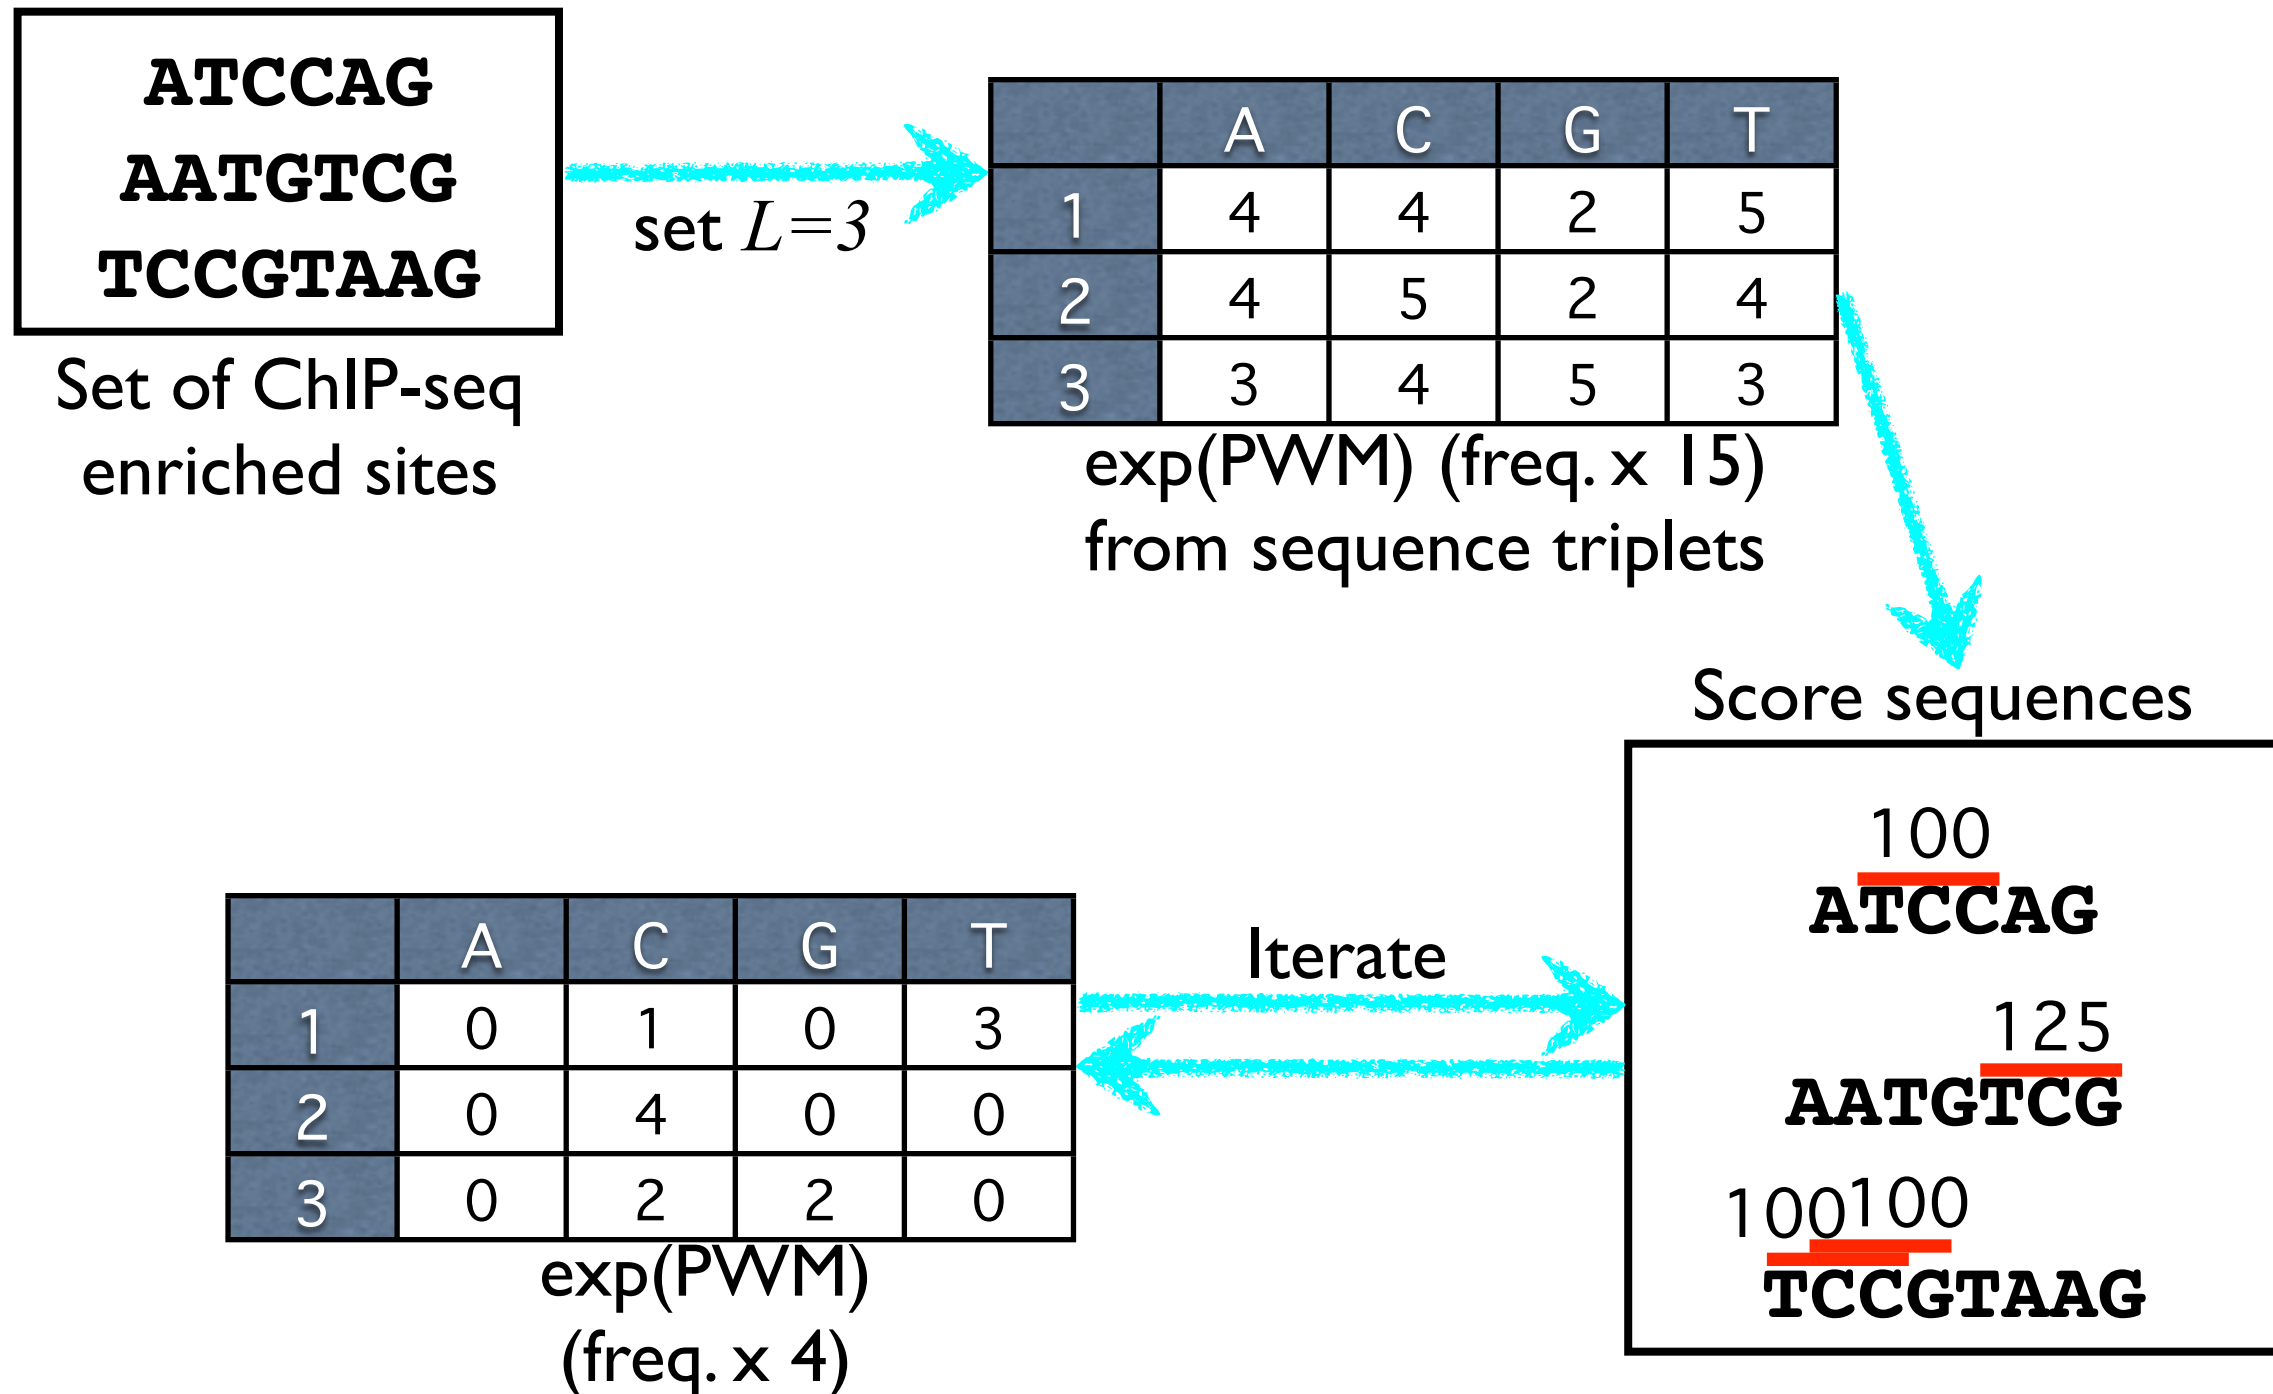 ATCCAG
AATGTCG
TCCGTAAG
Set of ChIP-seq
enriched sites
set L=3
A C G T
1 4 4 2 5
2 4 5 2 4
3 3 4 5 3
exp(PWM) (freq. x 15)
from sequence triplets
Score sequences
100
ATCCAG
125
AATGTCG
100 100
TCCGTAAG
Iterate
A C G T
1 0 1 0 3
2 0 4 0 0
3 0 2 2 0
exp(PWM)
(freq. x 4)